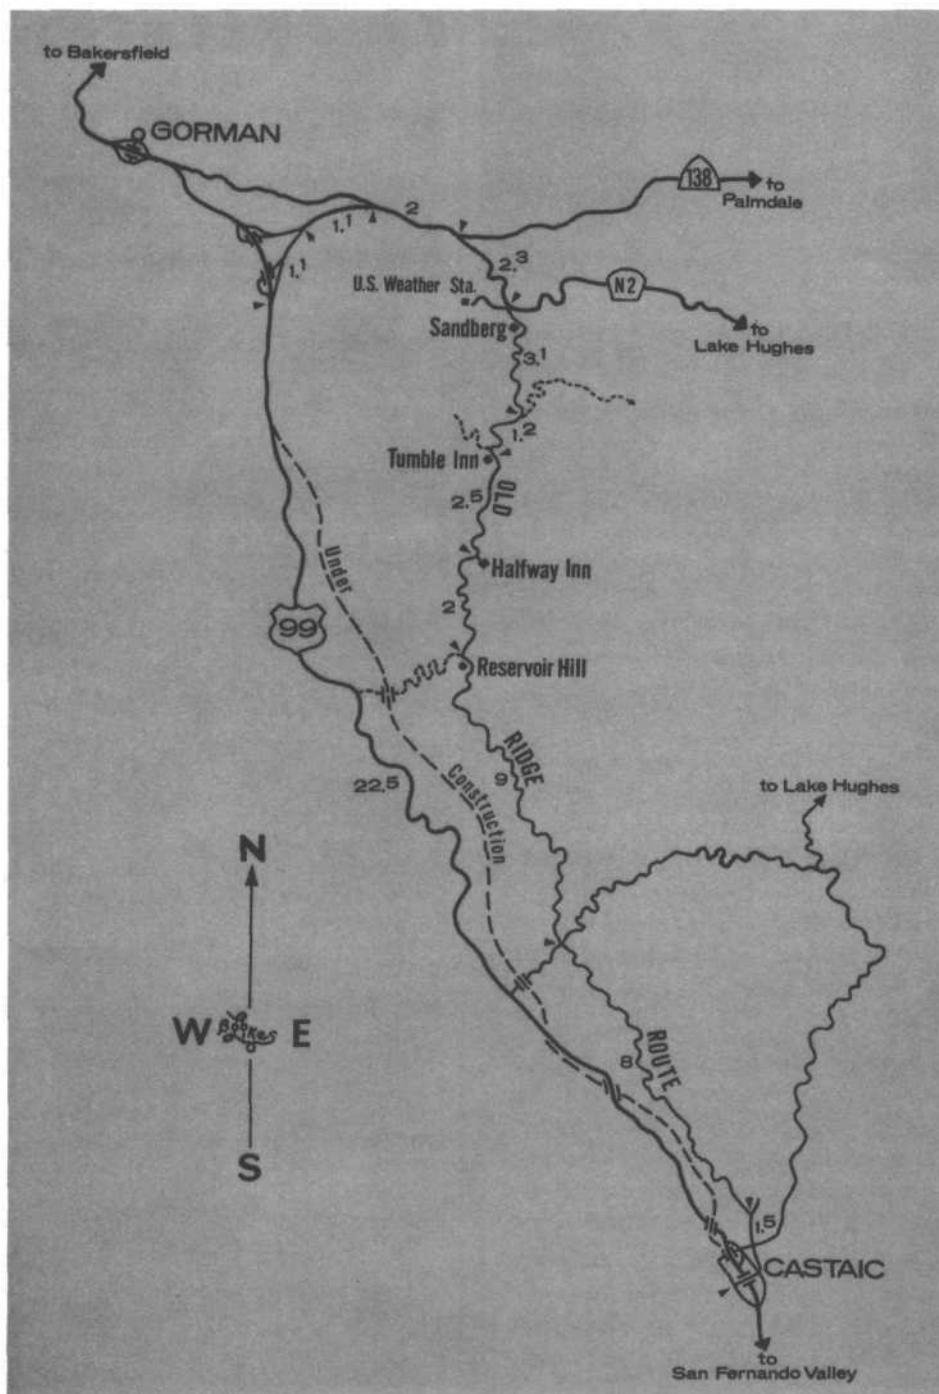 to Bakersfield
GORMAN
138
to
Palmdale
2
1.1
1.1
2.3
U.S. Weather Sta.
N2
Sandberg
to
Lake Hughes
3.1
1.2
Tumble Inn
OLD
2.5
Under
Halfway Inn
2
99
Reservoir Hill
RIDGE
9
22.5
Construction
to Lake Hughes
N
W
E
S
ROUTE
8
1.5
CASTAIC
to
San Fernando Valley